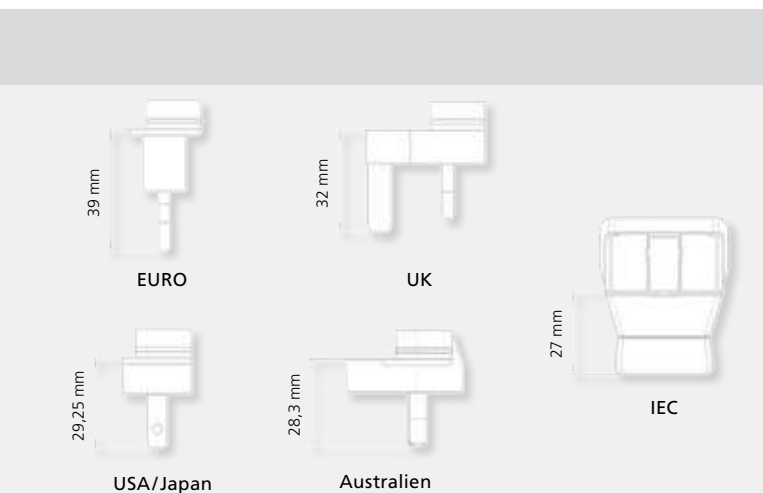 39 mm
EURO
32 mm
UK
27 mm
IEC
29,25 mm
USA/Japan
28,3 mm
Australien